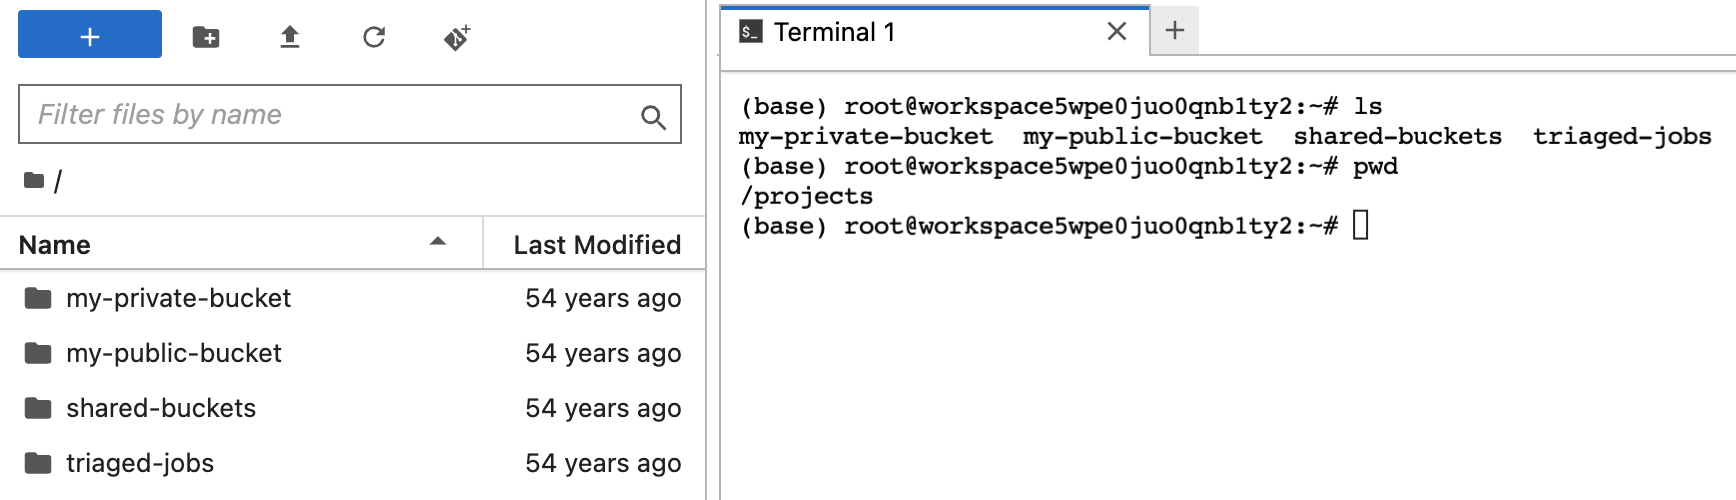 +
Filter files by name
/
Name Last Modified
my-private-bucket 54 years ago
my-public-bucket 54 years ago
shared-buckets 54 years ago
triaged-jobs 54 years ago
$_ Terminal 1 × +
(base) root@workspace5wpe0juo0qnb1ty2:~# ls
my-private-bucket my-public-bucket shared-buckets triaged-jobs
(base) root@workspace5wpe0juo0qnb1ty2:~# pwd
/projects
(base) root@workspace5wpe0juo0qnb1ty2:~#